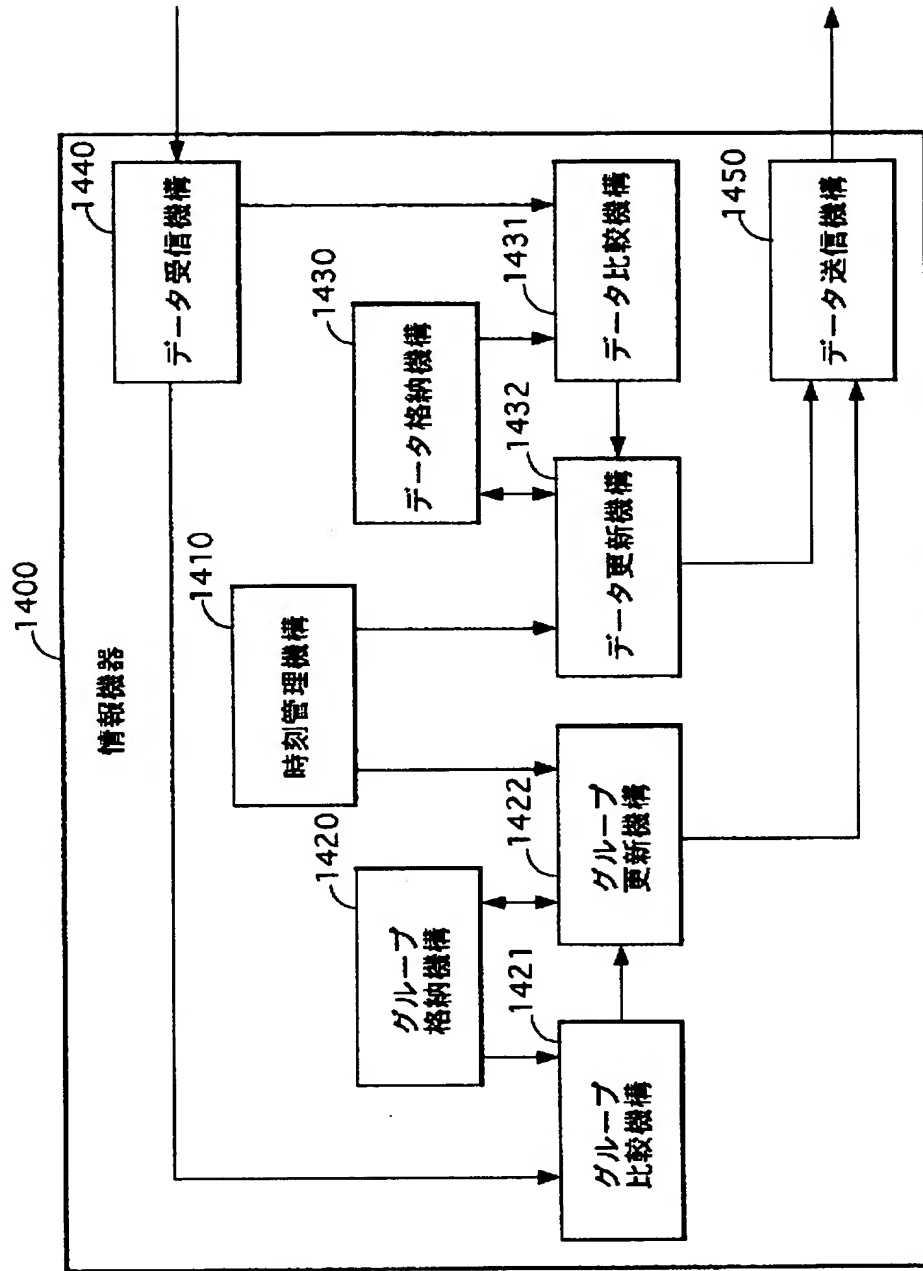 1400
情報機器
1440
データ受信機構
1410
時刻管理機構
1420
グループ
格納機構
1430
データ格納機構
1421
グループ
比較機構
1422
グループ
更新機構
1432
データ更新機構
1431
データ比較機構
1450
データ送信機構